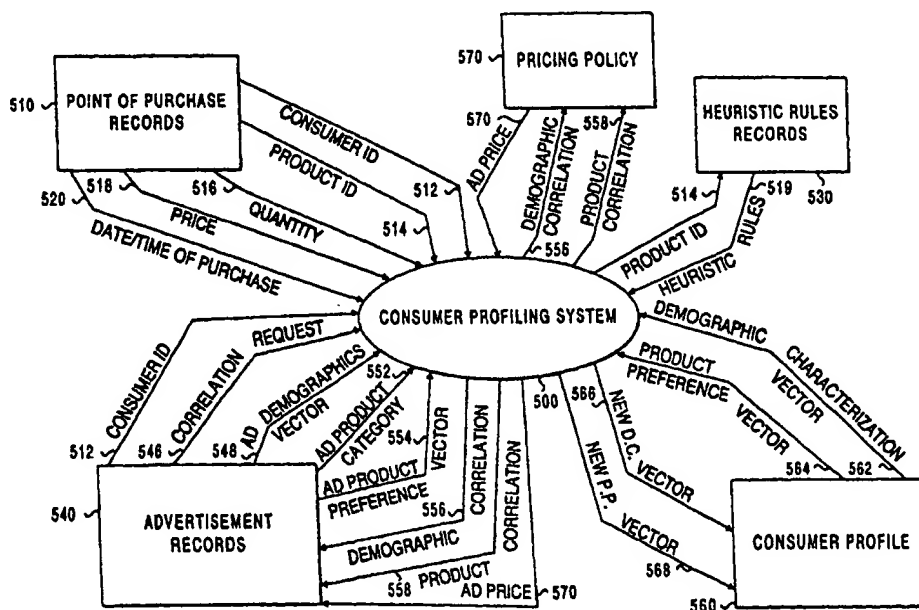 570
PRICING POLICY
510
POINT OF PURCHASE
RECORDS
HEURISTIC RULES
RECORDS
530
CONSUMER ID
PRODUCT ID
512
514
516
QUANTITY
518
PRICE
520
DATE/TIME OF PURCHASE
570
AD PRICE
DEMOGRAPHIC
CORRELATION
556
558
PRODUCT
CORRELATION
514
PRODUCT ID
519
HEURISTIC RULES
CONSUMER PROFILING SYSTEM
500
CONSUMER ID
512
CORRELATION REQUEST
546
AD DEMOGRAPHICS
VECTOR
548
AD PRODUCT
CATEGORY
552
AD PRODUCT
PREFERENCE VECTOR
554
DEMOGRAPHIC CORRELATION
556
PRODUCT CORRELATION
558
AD PRICE
570
DEMOGRAPHIC CHARACTERIZATION
VECTOR
562
PRODUCT
PREFERENCE VECTOR
564
566
NEW D.C. VECTOR
NEW P.P. VECTOR
568
540
ADVERTISEMENT
RECORDS
CONSUMER PROFILE
560